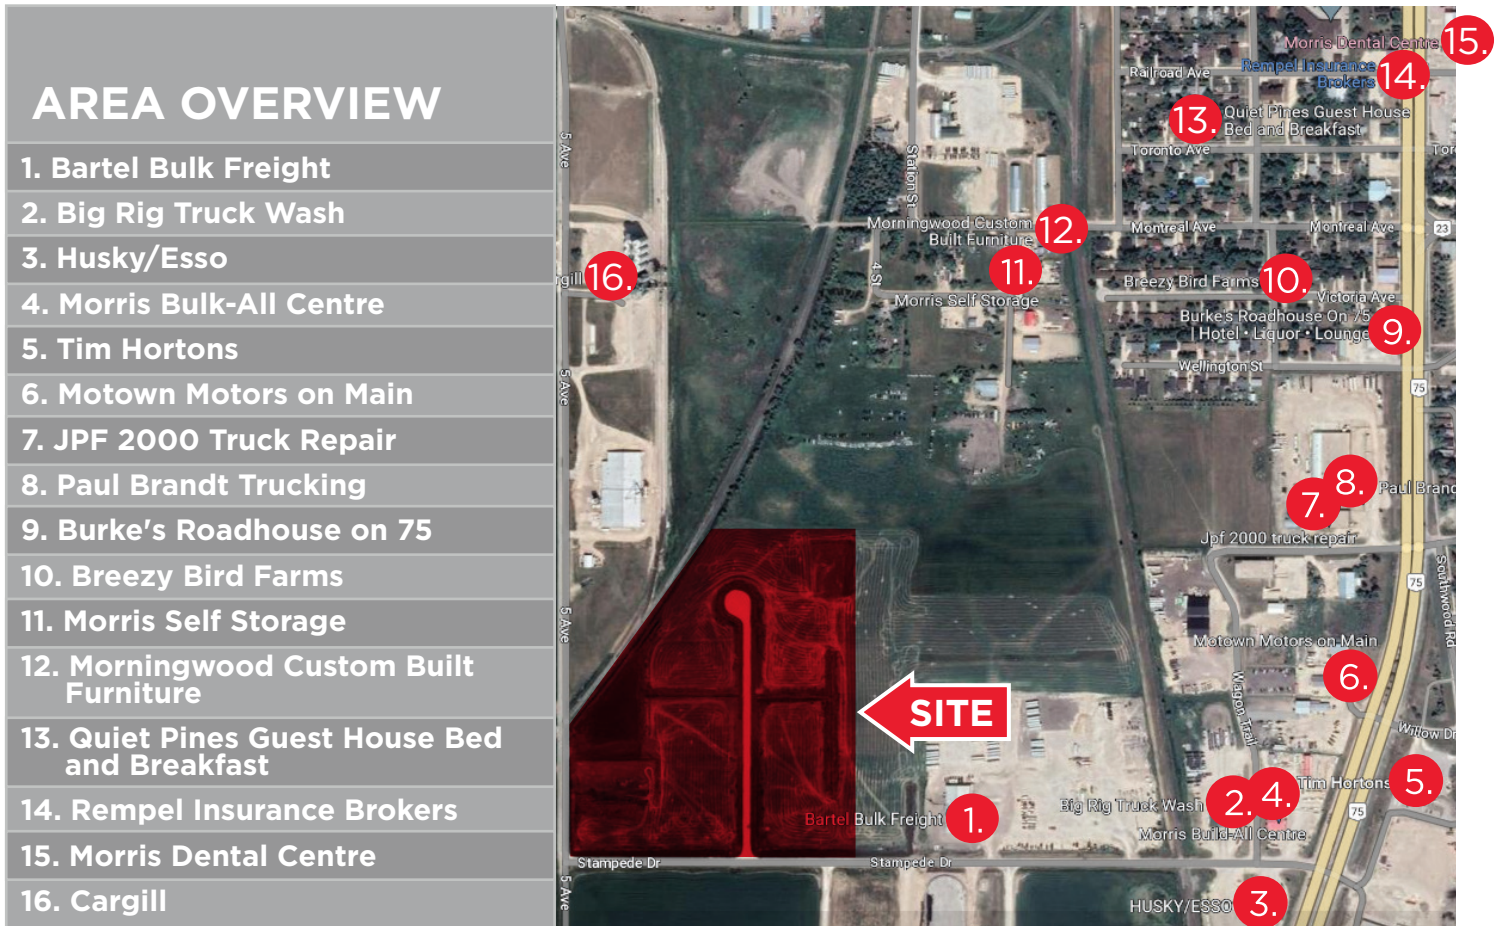 AREA OVERVIEW
1. Bartel Bulk Freight
2. Big Rig Truck Wash
3. Husky/Esso
4. Morris Bulk-All Centre
5. Tim Hortons
6. Motown Motors on Main
7. JPF 2000 Truck Repair
8. Paul Brandt Trucking
9. Burke's Roadhouse on 75
10. Breezy Bird Farms
11. Morris Self Storage
12. Morningwood Custom Built
Furniture
13. Quiet Pines Guest House Bed
and Breakfast
14. Rempel Insurance Brokers
15. Morris Dental Centre
16. Cargill
Morris Dental Centre
15.
Railroad Ave
Rempel Insurance
Brokers
14.
13.
Quiet Pines Guest House
Bed and Breakfast
5 Ave
Station St
Toronto Ave
Tor
Morningwood Custom
Built Furniture
12.
Montreal Ave
Montreal Ave
23
rgill
16.
4 St
11.
Morris Self Storage
Breezy Bird Farms
10.
Victoria Ave
Burke's Roadhouse On 75
| Hotel • Liquor • Lounge
9.
Wellington St
5 Ave
75
8.
Paul Brand
7.
Jpf 2000 truck repair
75
Southwood Rd
5 Ave
Motown Motors on Main
6.
Wagon Trail
SITE
Willow Dr
Tim Hortons
5.
Big Rig Truck Wash
2.
4.
75
Bartel Bulk Freight
1.
Morris Build-All Centre
Stampede Dr
Stampede Dr
5 Ave
HUSKY/ESSO
3.